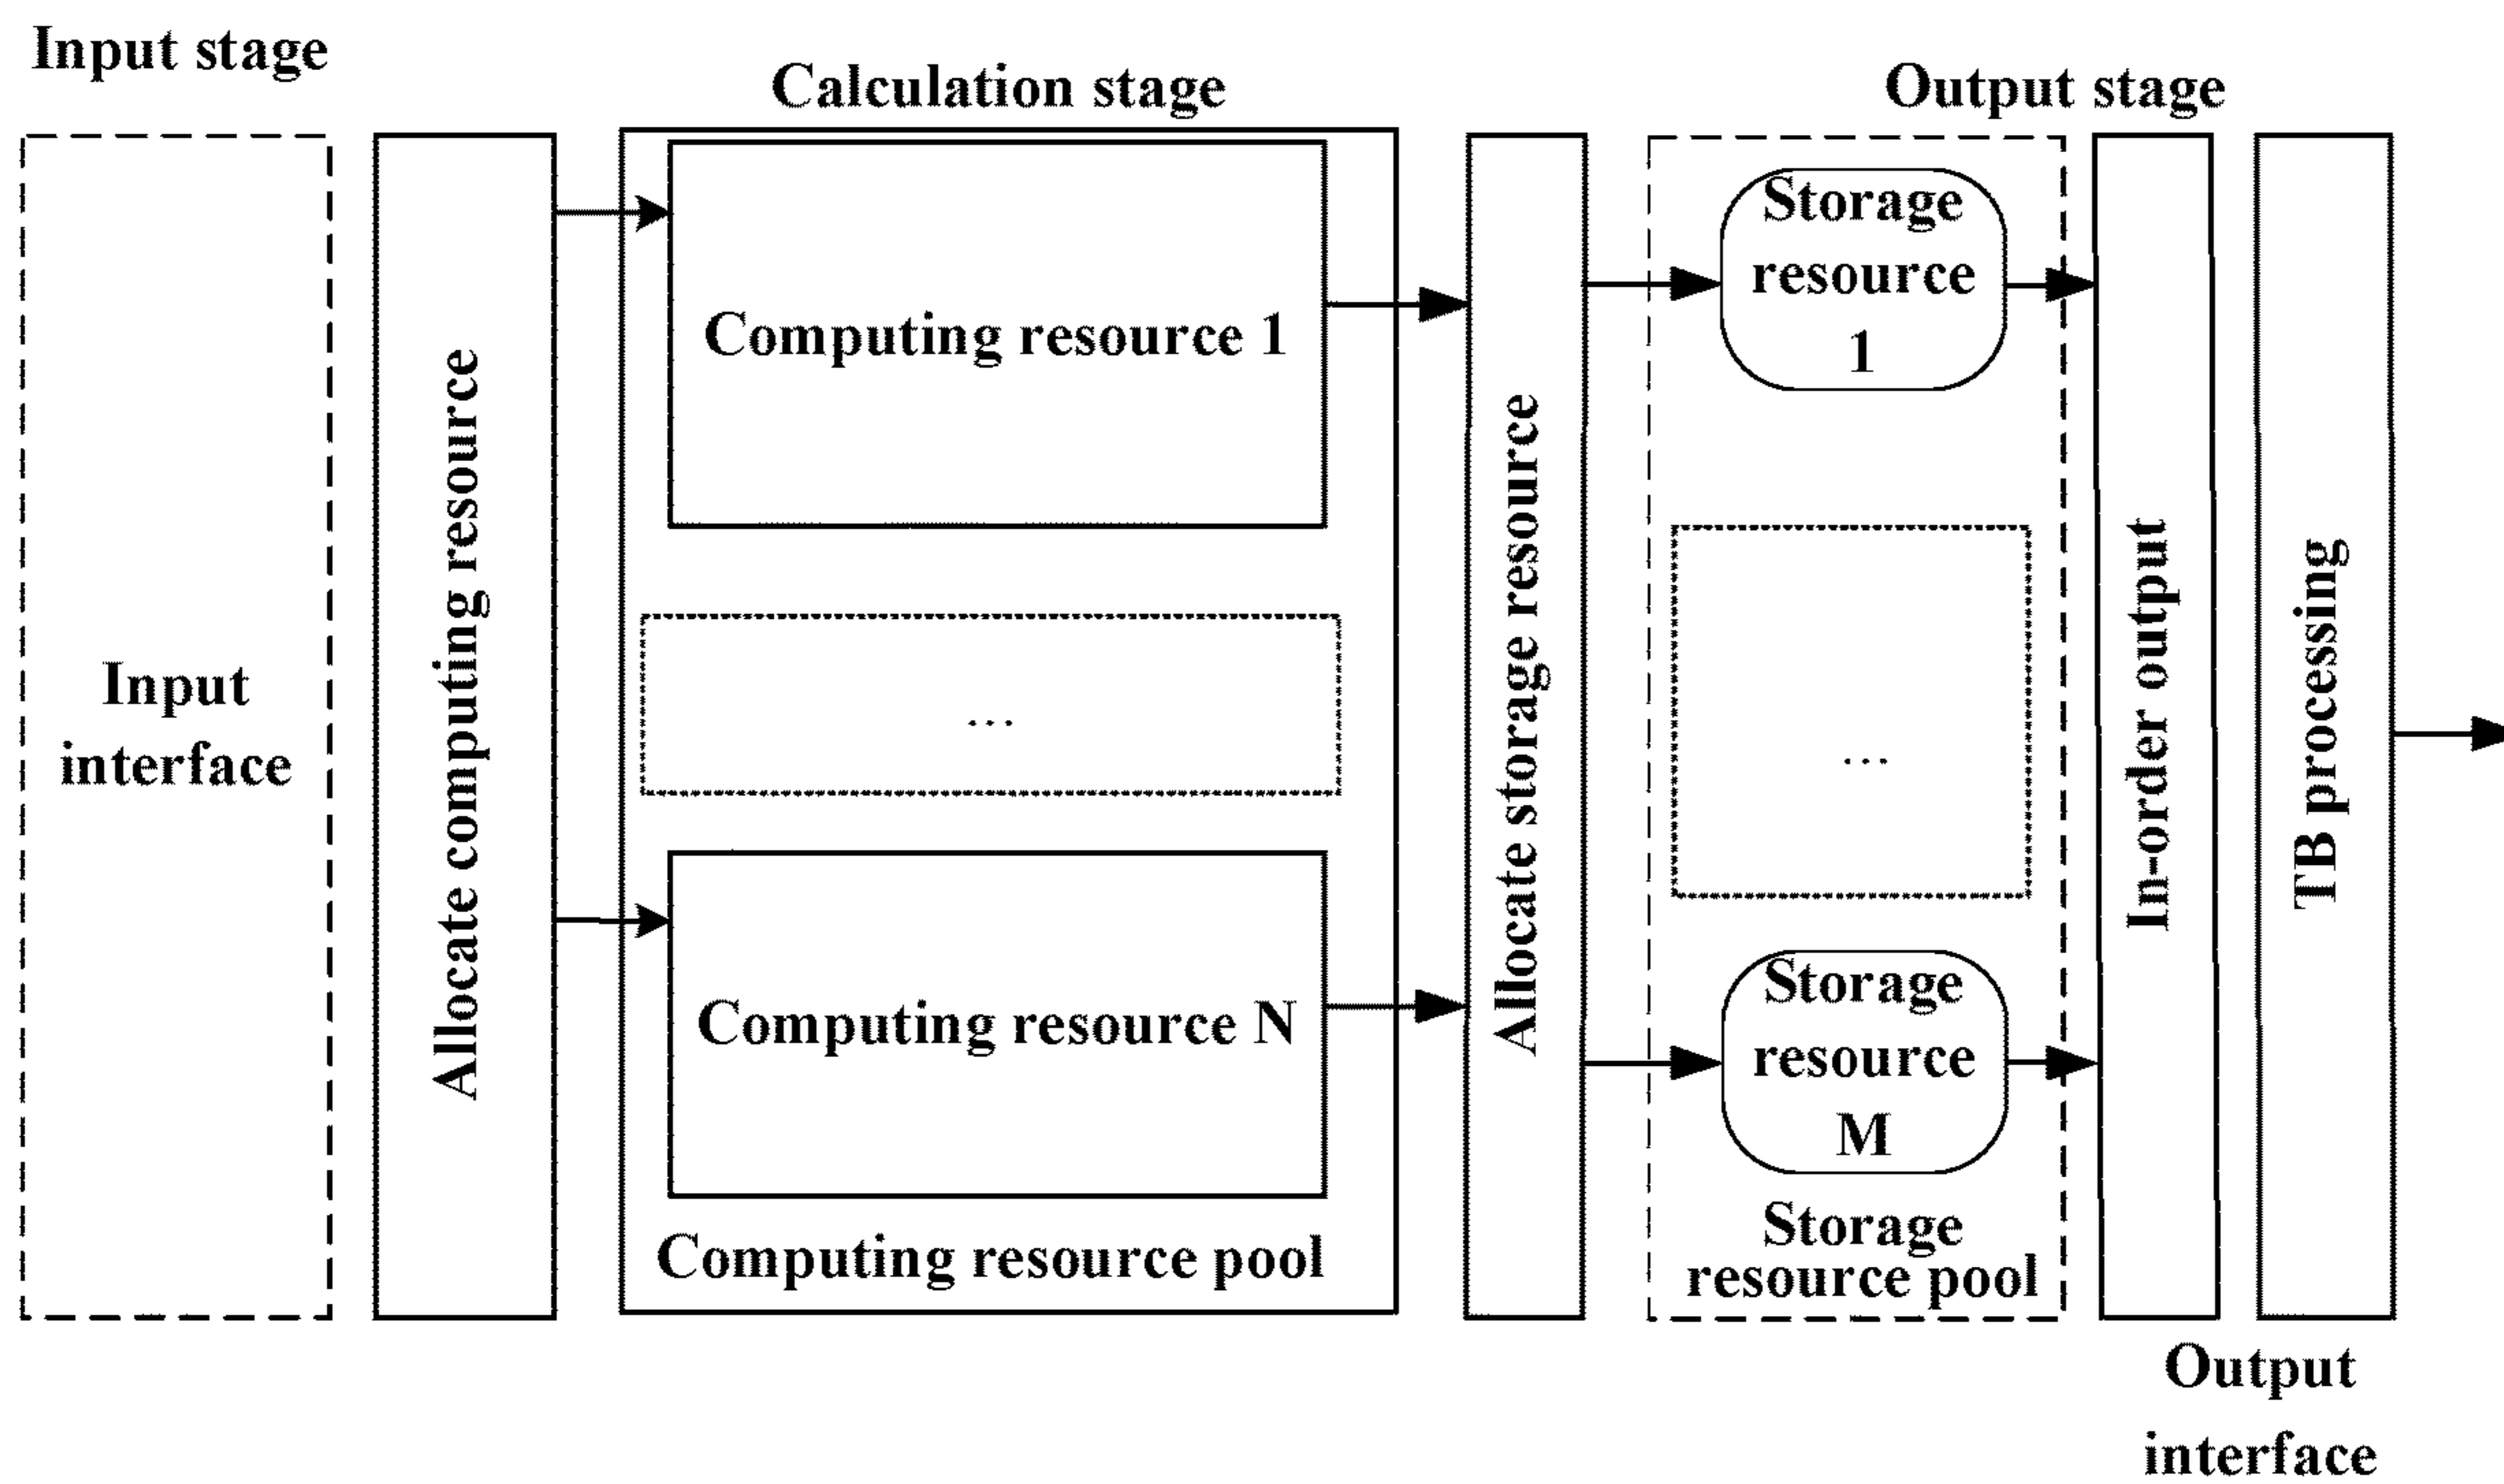 Input stage
Calculation stage
Output stage
Input
interface
Allocate computing resource
Computing resource 1
...
Computing resource N
Computing resource pool
Allocate storage resource
Storage
resource
1
...
Storage
resource
M
Storage
resource pool
In-order output
TB processing
Output
interface